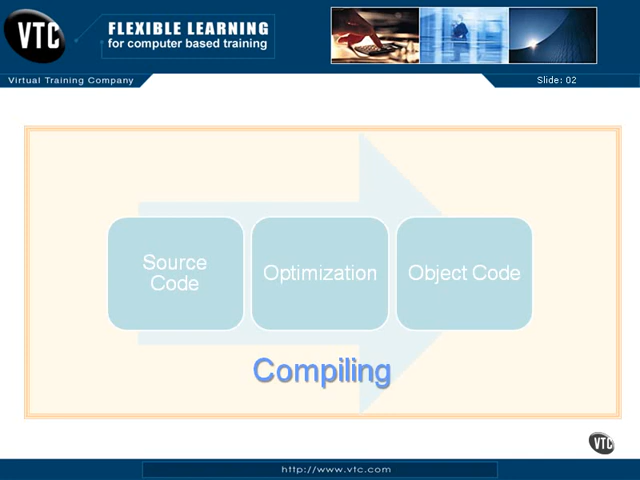 VTC
FLEXIBLE LEARNING
for computer based training
Virtual Training Company
Slide: 02
Source
Code
Optimization
Object Code
Compiling
VTC
http://www.vtc.com